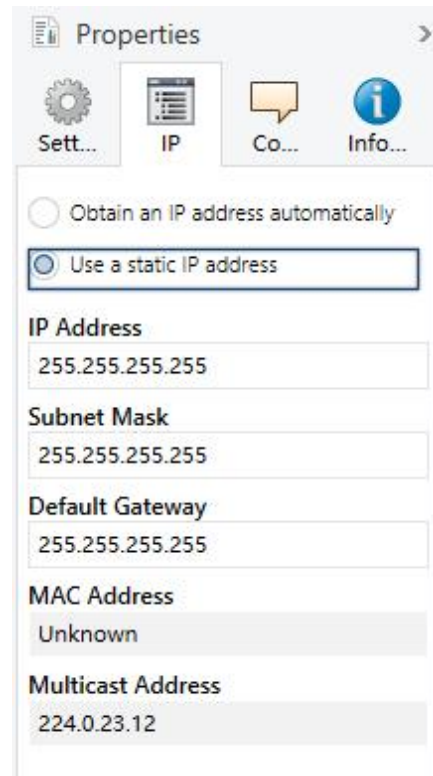 Properties
Sett... IP Co... Info...
Obtain an IP address automatically
Use a static IP address
IP Address
255.255.255.255
Subnet Mask
255.255.255.255
Default Gateway
255.255.255.255
MAC Address
Unknown
Multicast Address
224.0.23.12